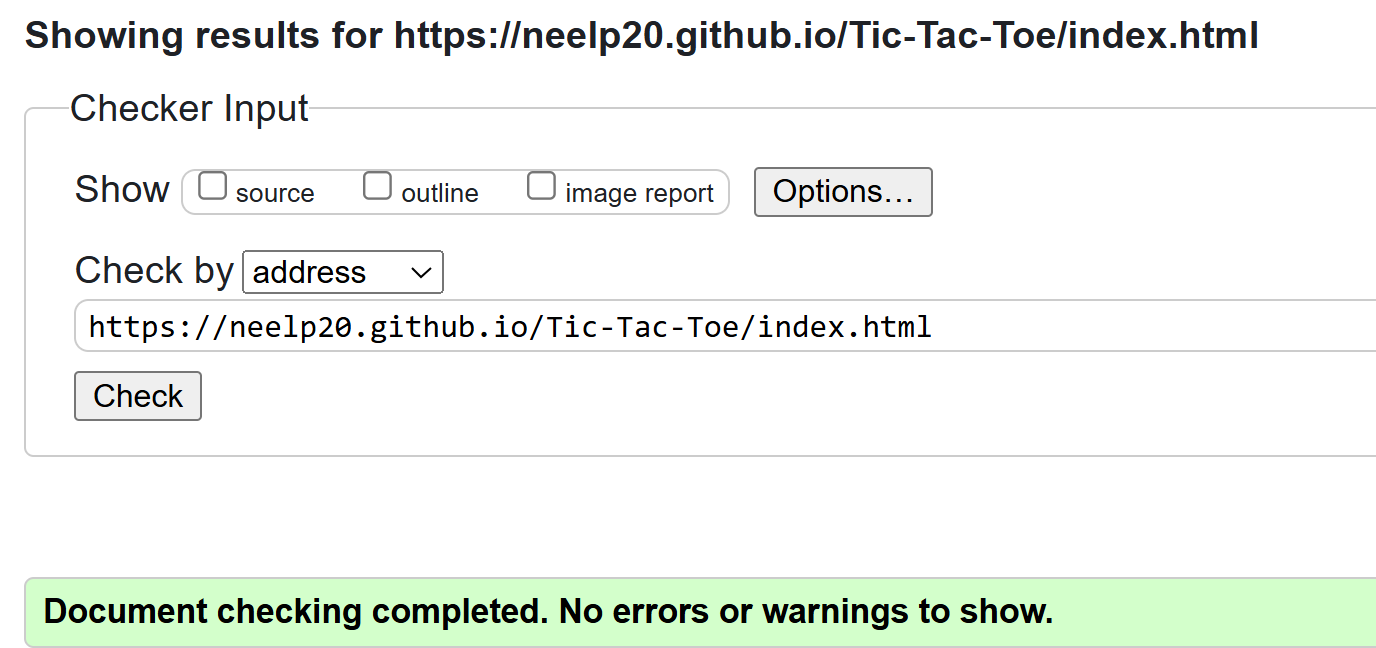 Showing results for https://neelp20.github.io/Tic-Tac-Toe/index.html
Checker Input
Show source outline image report Options…
Check by address
https://neelp20.github.io/Tic-Tac-Toe/index.html
Check
Document checking completed. No errors or warnings to show.